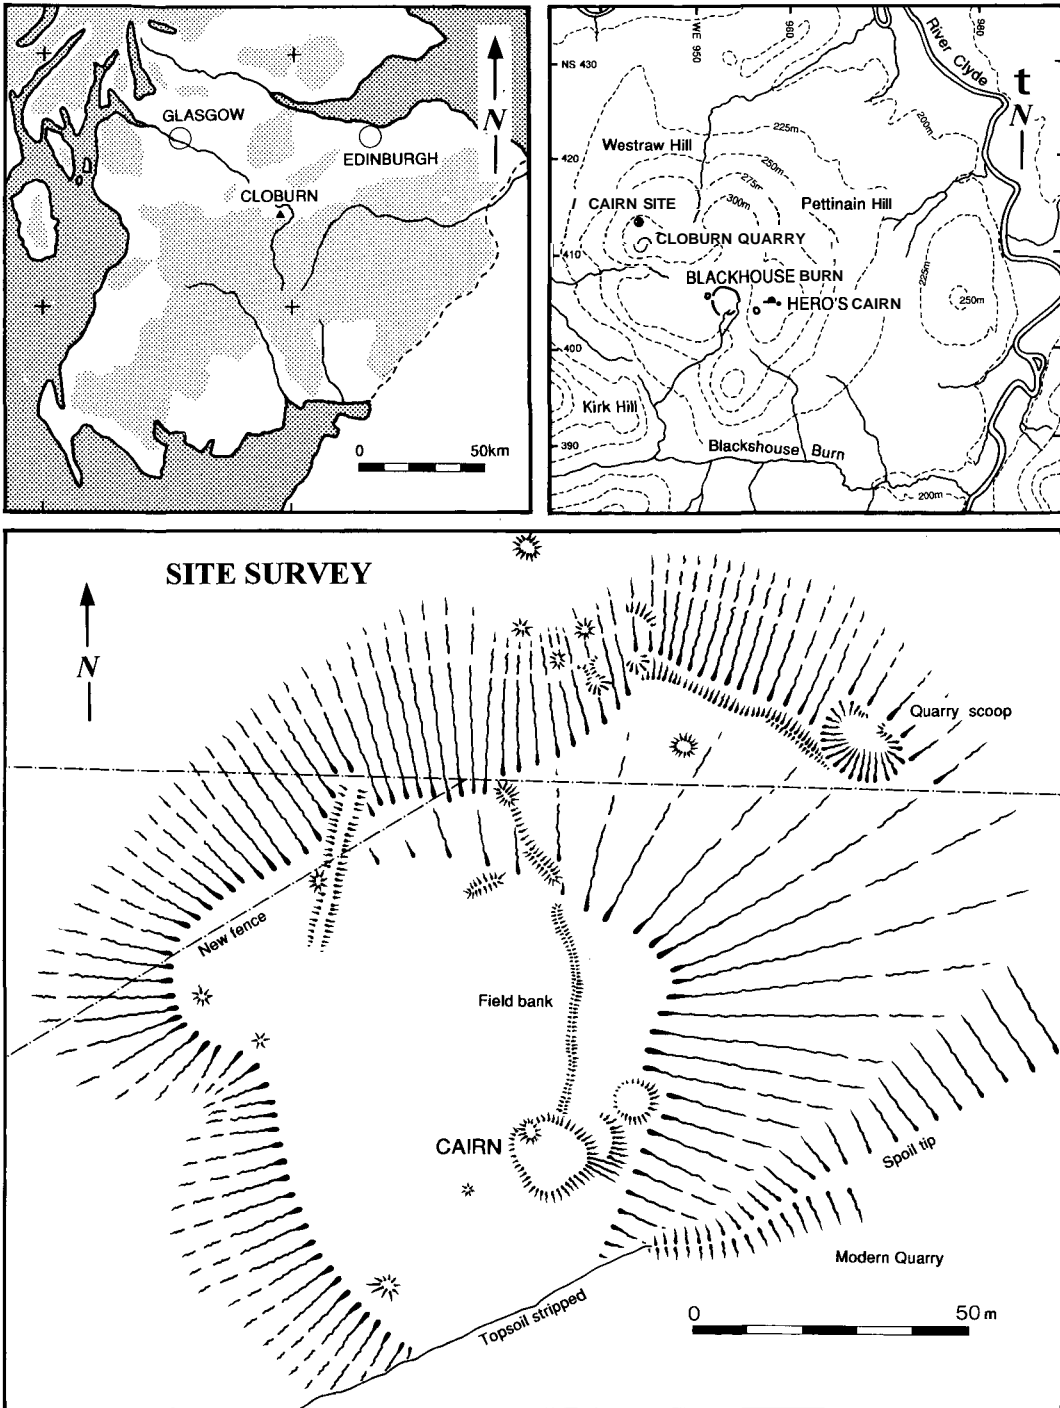 GLASGOW
EDINBURGH
CLOBURN
N
0 50km
WE 950
960
980
NS 430
River Clyde
t
N
200m
225m
Westraw Hill
420
250m
275m
300m
Pettinain Hill
CAIRN SITE
CLOBURN QUARRY
410
BLACKHOUSE BURN
225m
HERO'S CAIRN
250m
400
Kirk Hill
390
Blackshouse Burn
200m
SITE SURVEY
N
Quarry scoop
New fence
Field bank
CAIRN
Spoil tip
Modern Quarry
Topsoil stripped
0 50 m